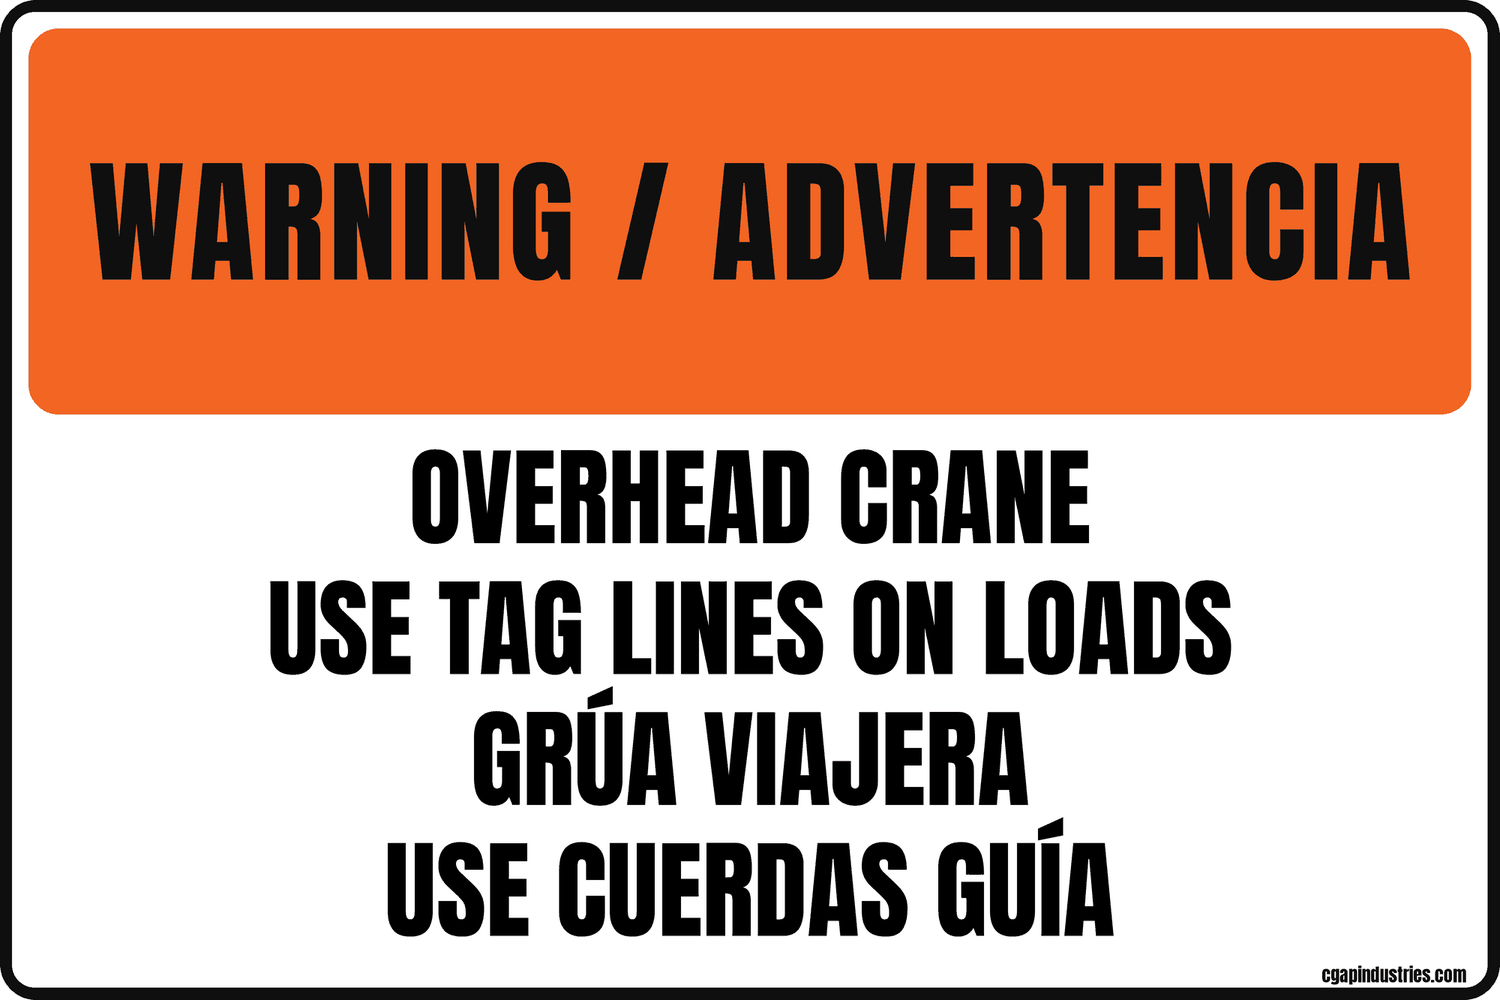 WARNING / ADVERTENCIA
OVERHEAD CRANE
USE TAG LINES ON LOADS
GRÚA VIAJERA
USE CUERDAS GUÍA
cgapindustries.com